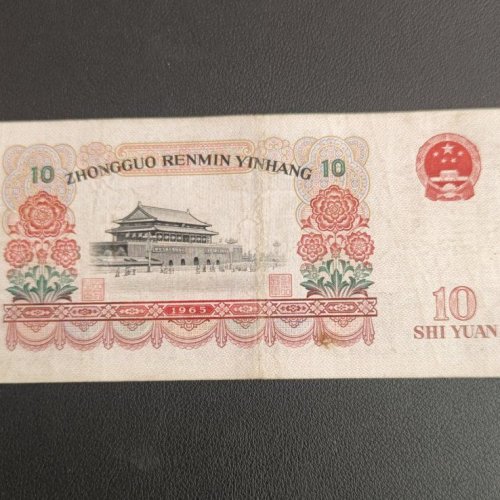 10 ZHONGGUO RENMIN YINHANG 10
1965
10
SHI YUAN